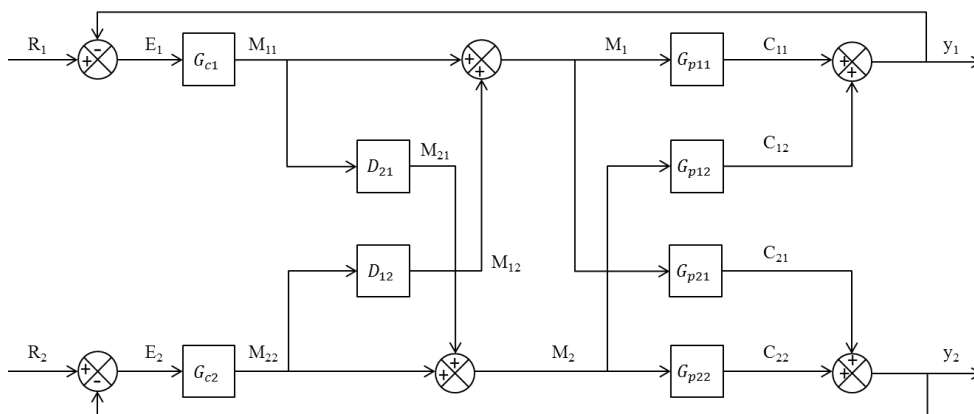 R1 - + E1 Gc1 M11 + + M1 Gp11 C11 + + y1
D21 M21 Gp12 C12
D12 M12 Gp21 C21
R2 + - E2 Gc2 M22 + + M2 Gp22 C22 + + y2